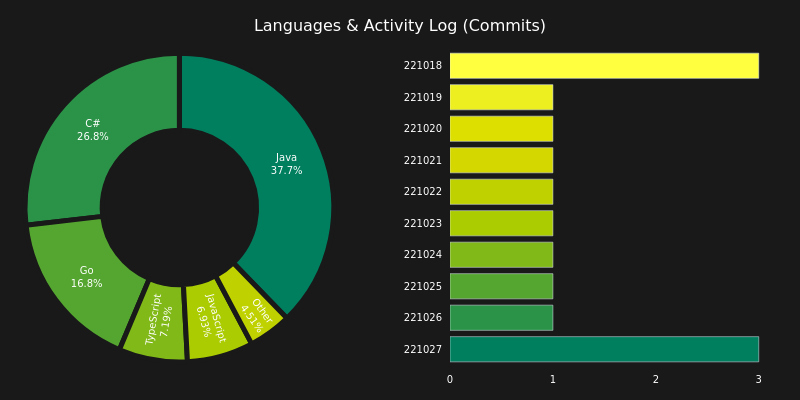 Languages & Activity Log (Commits)
C#
26.8%
Java
37.7%
Go
16.8%
TypeScript
7.19%
JavaScript
6.93%
Other
4.51%
221018
221019
221020
221021
221022
221023
221024
221025
221026
221027
0 1 2 3